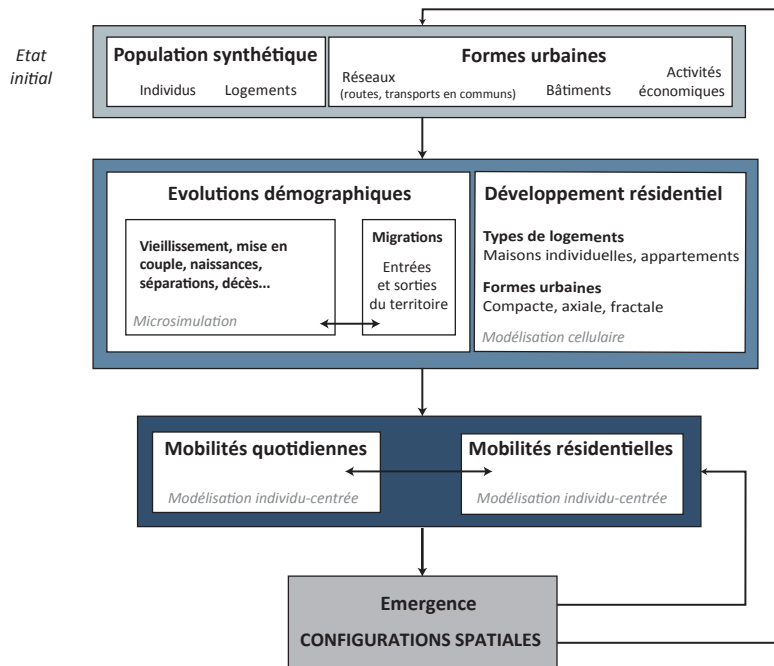 Etat
initial
Population synthétique
Individus
Logements
Formes urbaines
Réseaux
(routes, transports en communs)
Bâtiments
Activités
économiques
Evolutions démographiques
Vieillissement, mise en
couple, naissances,
séparations, décès...
Microsimulation
Migrations
Entrées
et sorties
du territoire
Développement résidentiel
Types de logements
Maisons individuelles, appartements
Formes urbaines
Compacte, axiale, fractale
Modélisation cellulaire
Mobilités quotidiennes
Modélisation individu-centrée
Mobilités résidentielles
Modélisation individu-centrée
Emergence
CONFIGURATIONS SPATIALES